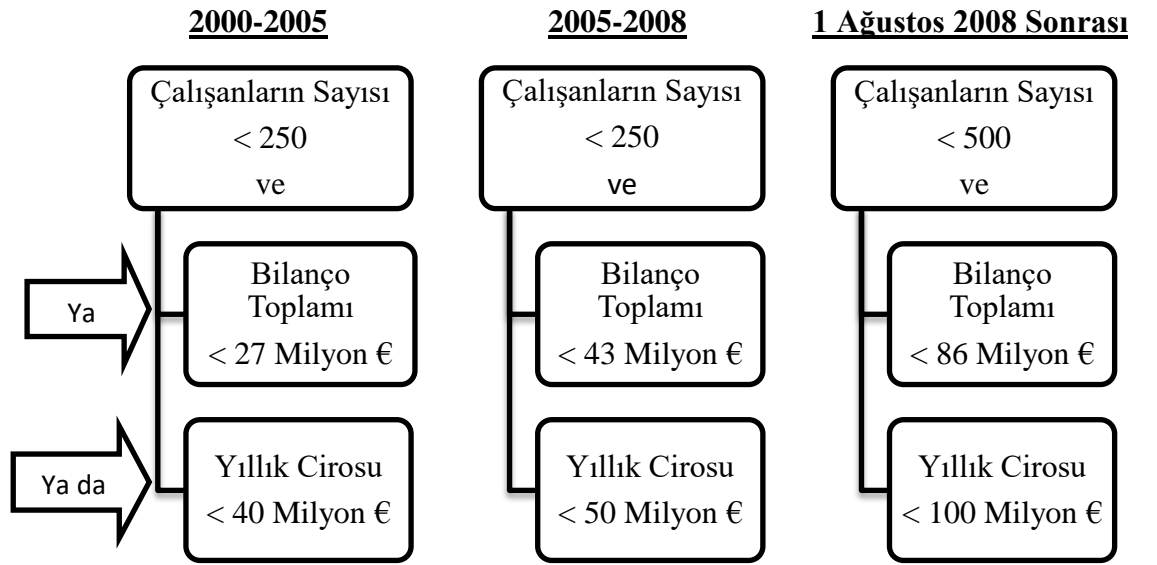 2000-2005
Çalışanların Sayısı
< 250
ve
Ya
Bilanço
Toplamı
< 27 Milyon €
Ya da
Yıllık Cirosu
< 40 Milyon €
2005-2008
Çalışanların Sayısı
< 250
ve
Bilanço
Toplamı
< 43 Milyon €
Yıllık Cirosu
< 50 Milyon €
1 Ağustos 2008 Sonrası
Çalışanların Sayısı
< 500
ve
Bilanço
Toplamı
< 86 Milyon €
Yıllık Cirosu
< 100 Milyon €